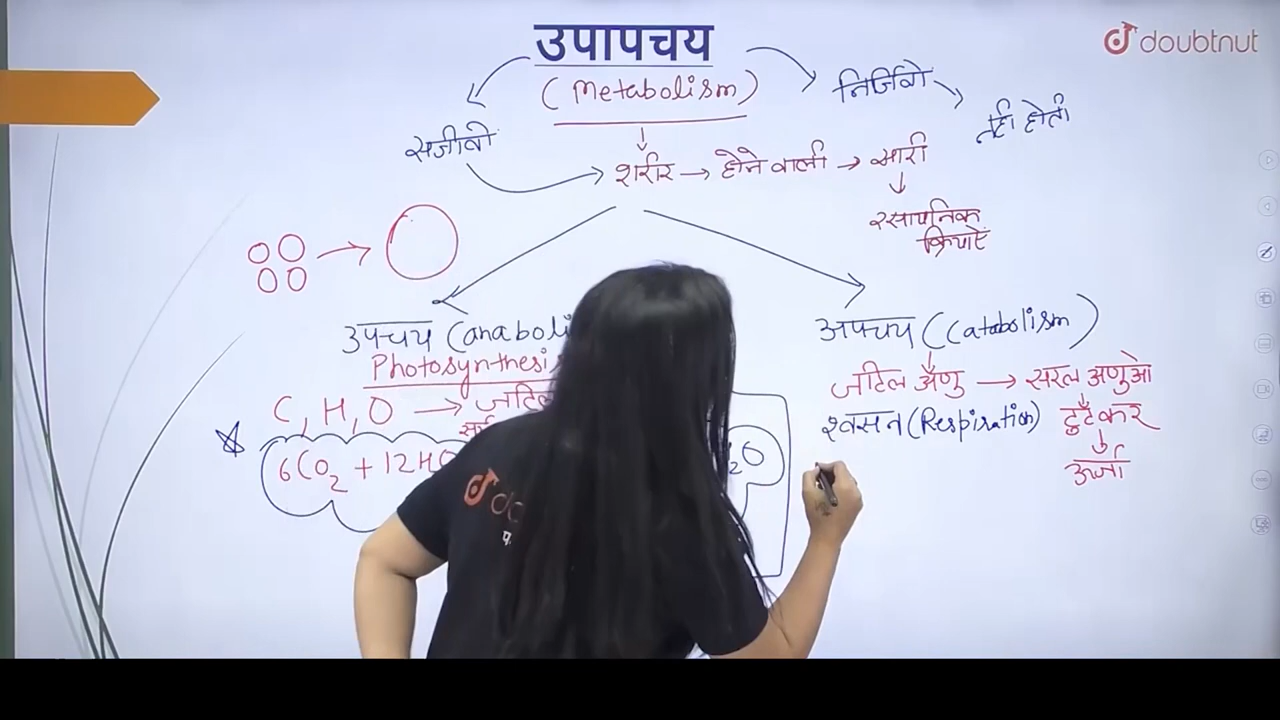 उपापचय
doubtnut
(Metabolism)
निर्जिवो
नही होती
सजीवो
शरीर → होने वाली → सारी
रसायनिक
क्रियाऐं
उपचय (anaboli
अपचय (Catabolism)
Photosynthesi
जटिल अणु → सरल अणुओ
C, H, O → जटिल
श्वसन (Respiration) टुटकर
ऊर्जा
6CO2 + 12H
2O